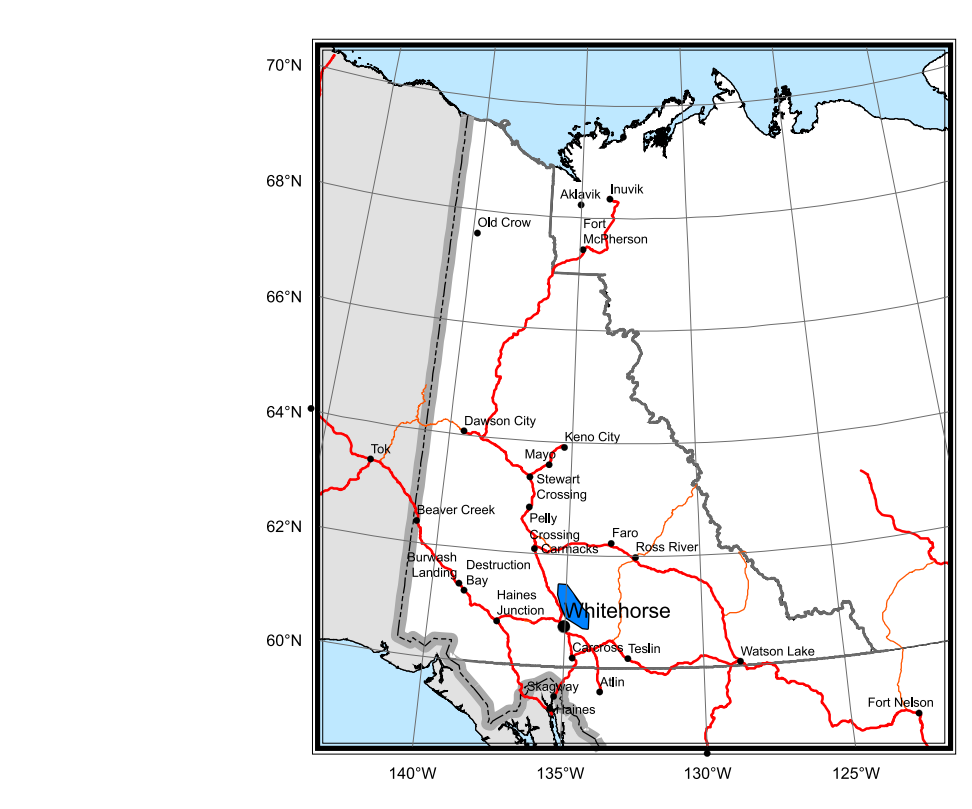 70°N
68°N
Aklavik
Inuvik
Fort
McPherson
Old Crow
66°N
64°N
Dawson City
Keno City
Tok
Mayo
Stewart
Crossing
Beaver Creek
Pelly
Crossing
62°N
Faro
Carmacks
Ross River
Burwash
Landing
Destruction
Bay
Haines
Junction
Whitehorse
60°N
Carcross
Teslin
Watson Lake
Skagway
Atlin
Haines
Fort Nelson
140°W
135°W
130°W
125°W